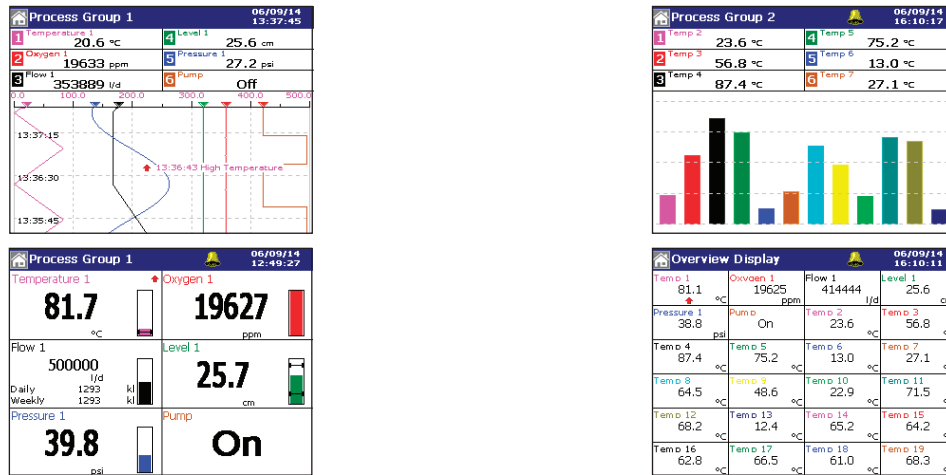 Process Group 1
06/09/14
13:37:45
1 Temperature 1
20.6 °C
4 Level 1
25.6 cm
2 Oxygen 1
19633 ppm
5 Pressure 1
27.2 psi
3 Flow 1
353889 l/d
6 Pump
Off
0.0 100.0 200.0 300.0 400.0 500.0
13:37:15
13:36:43 High Temperature
13:36:30
13:35:45
Process Group 2
06/09/14
16:10:17
1 Temp 2
23.6 °C
4 Temp 5
75.2 °C
2 Temp 3
56.8 °C
5 Temp 6
13.0 °C
3 Temp 4
87.4 °C
6 Temp 7
27.1 °C
Process Group 1
06/09/14
12:49:27
Temperature 1
81.7
°C
Oxygen 1
19627
ppm
Flow 1
500000
l/d
Daily 1293 kl
Weekly 1293 kl
Level 1
25.7
cm
Pressure 1
39.8
psi
Pump
On
Overview Display
06/09/14
16:10:11
Temp 1 Oxygen 1 Flow 1 Level 1
81.1 °C 19625 ppm 414444 l/d 25.6
Pressure 1 Pump Temp 2 Temp 3
38.8 psi On 23.6 °C 56.8
Temp 4 Temp 5 Temp 6 Temp 7
87.4 °C 75.2 °C 13.0 °C 27.1
Temp 8 Temp 9 Temp 10 Temp 11
64.5 °C 48.6 °C 22.9 °C 71.5
Temp 12 Temp 13 Temp 14 Temp 15
68.2 °C 12.4 °C 65.2 °C 64.2
Temp 16 Temp 17 Temp 18 Temp 19
62.8 °C 66.5 °C 61.0 °C 68.3